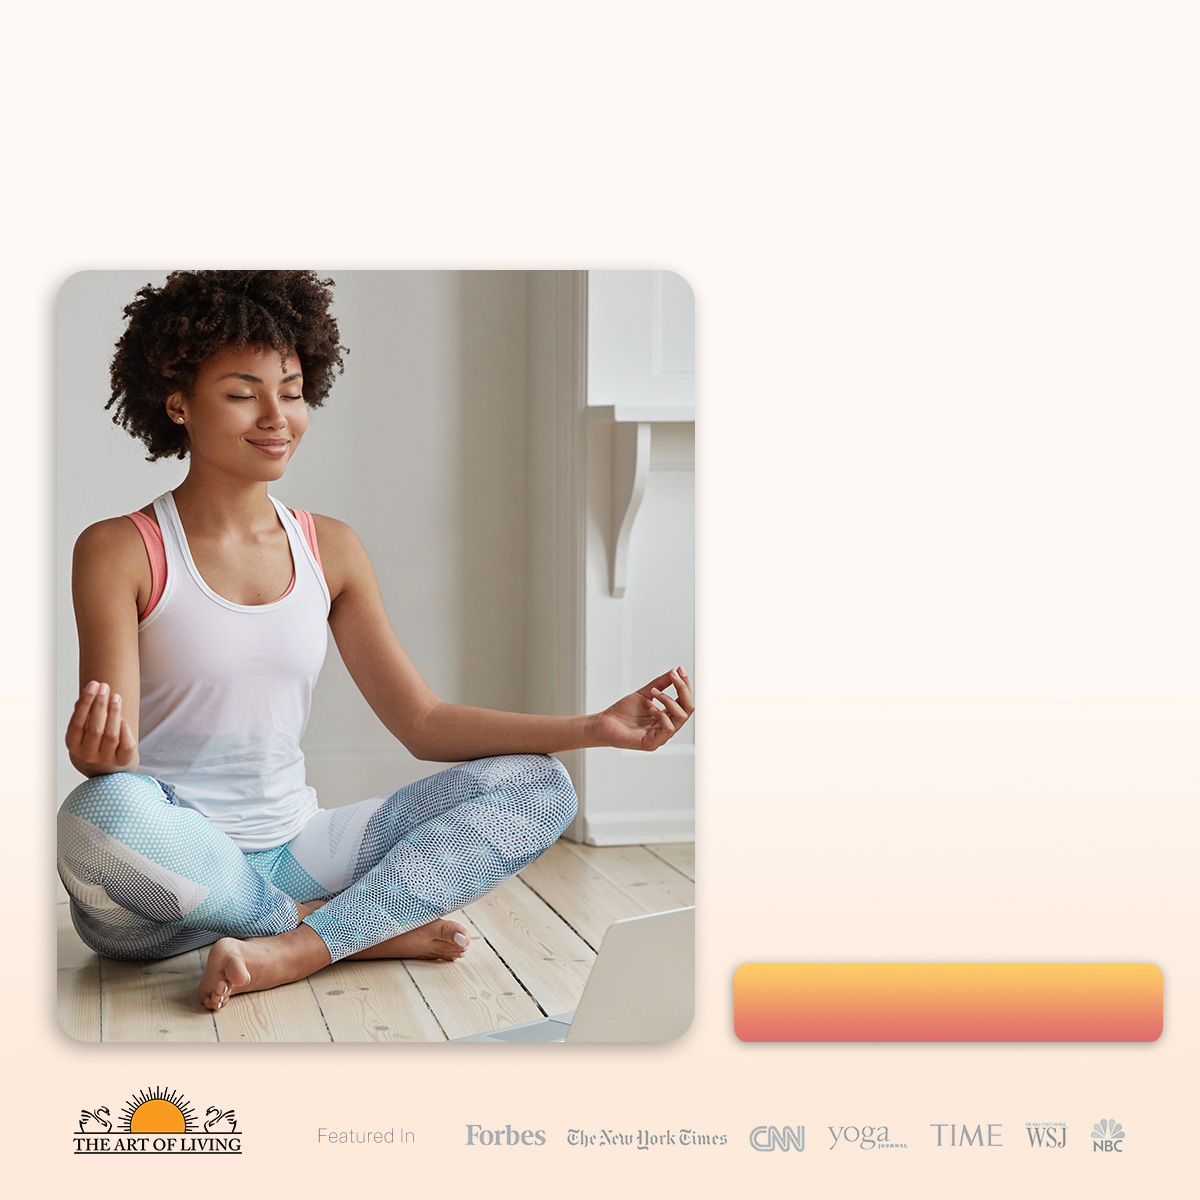 THE ART OF LIVING
Featured In
Forbes
The New York Times
CNN
yoga
JOURNAL
TIME
WSJ
NBC